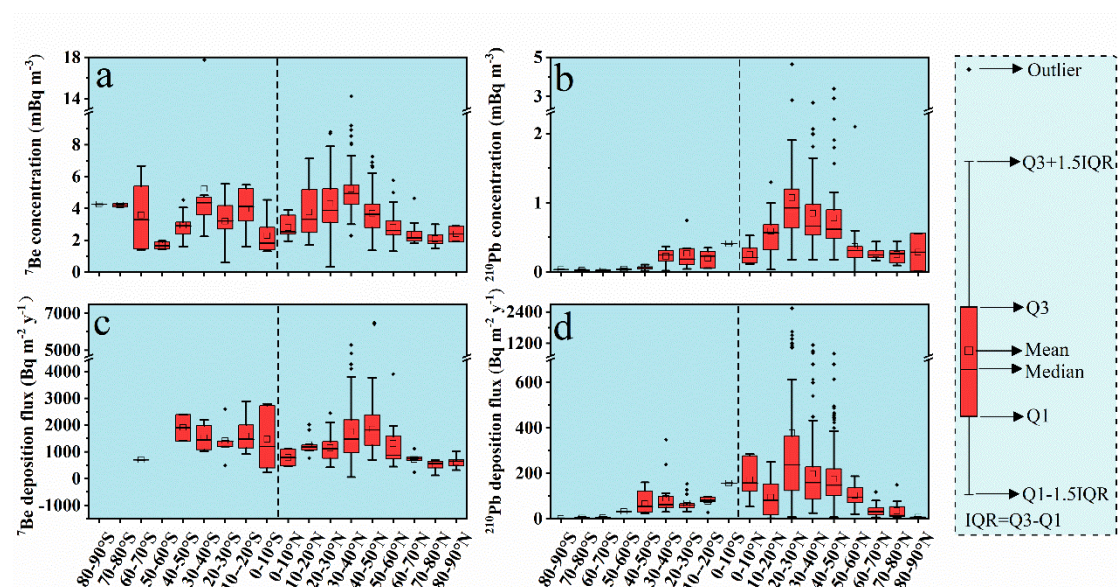 a
18
14
8
6
4
2
0
⁷Be concentration (mBq m⁻³)
b
5
3
2
1
0
²¹⁰Pb concentration (mBq m⁻³)
c
7000
5000
4000
3000
2000
1000
0
-1000
⁷Be deposition flux (Bq m⁻² y⁻¹)
d
2400
1200
600
400
200
0
²¹⁰Pb deposition flux (Bq m⁻² y⁻¹)
80-90°S
70-80°S
60-70°S
50-60°S
40-50°S
30-40°S
20-30°S
10--20°S
0-10°S
0-10°N
10-20°N
20-30°N
30-40°N
40-50°N
50-60°N
60-70°N
70-80°N
80-90°N
80-90°S
70-80°S
60-70°S
50-60°S
40-50°S
30-40°S
20-30°S
10--20°S
0-10°S
0-10°N
10-20°N
20-30°N
30-40°N
40-50°N
50-60°N
60-70°N
70-80°N
80-90°N
Outlier
Q3+1.5IQR
Q3
Mean
Median
Q1
Q1-1.5IQR
IQR=Q3-Q1